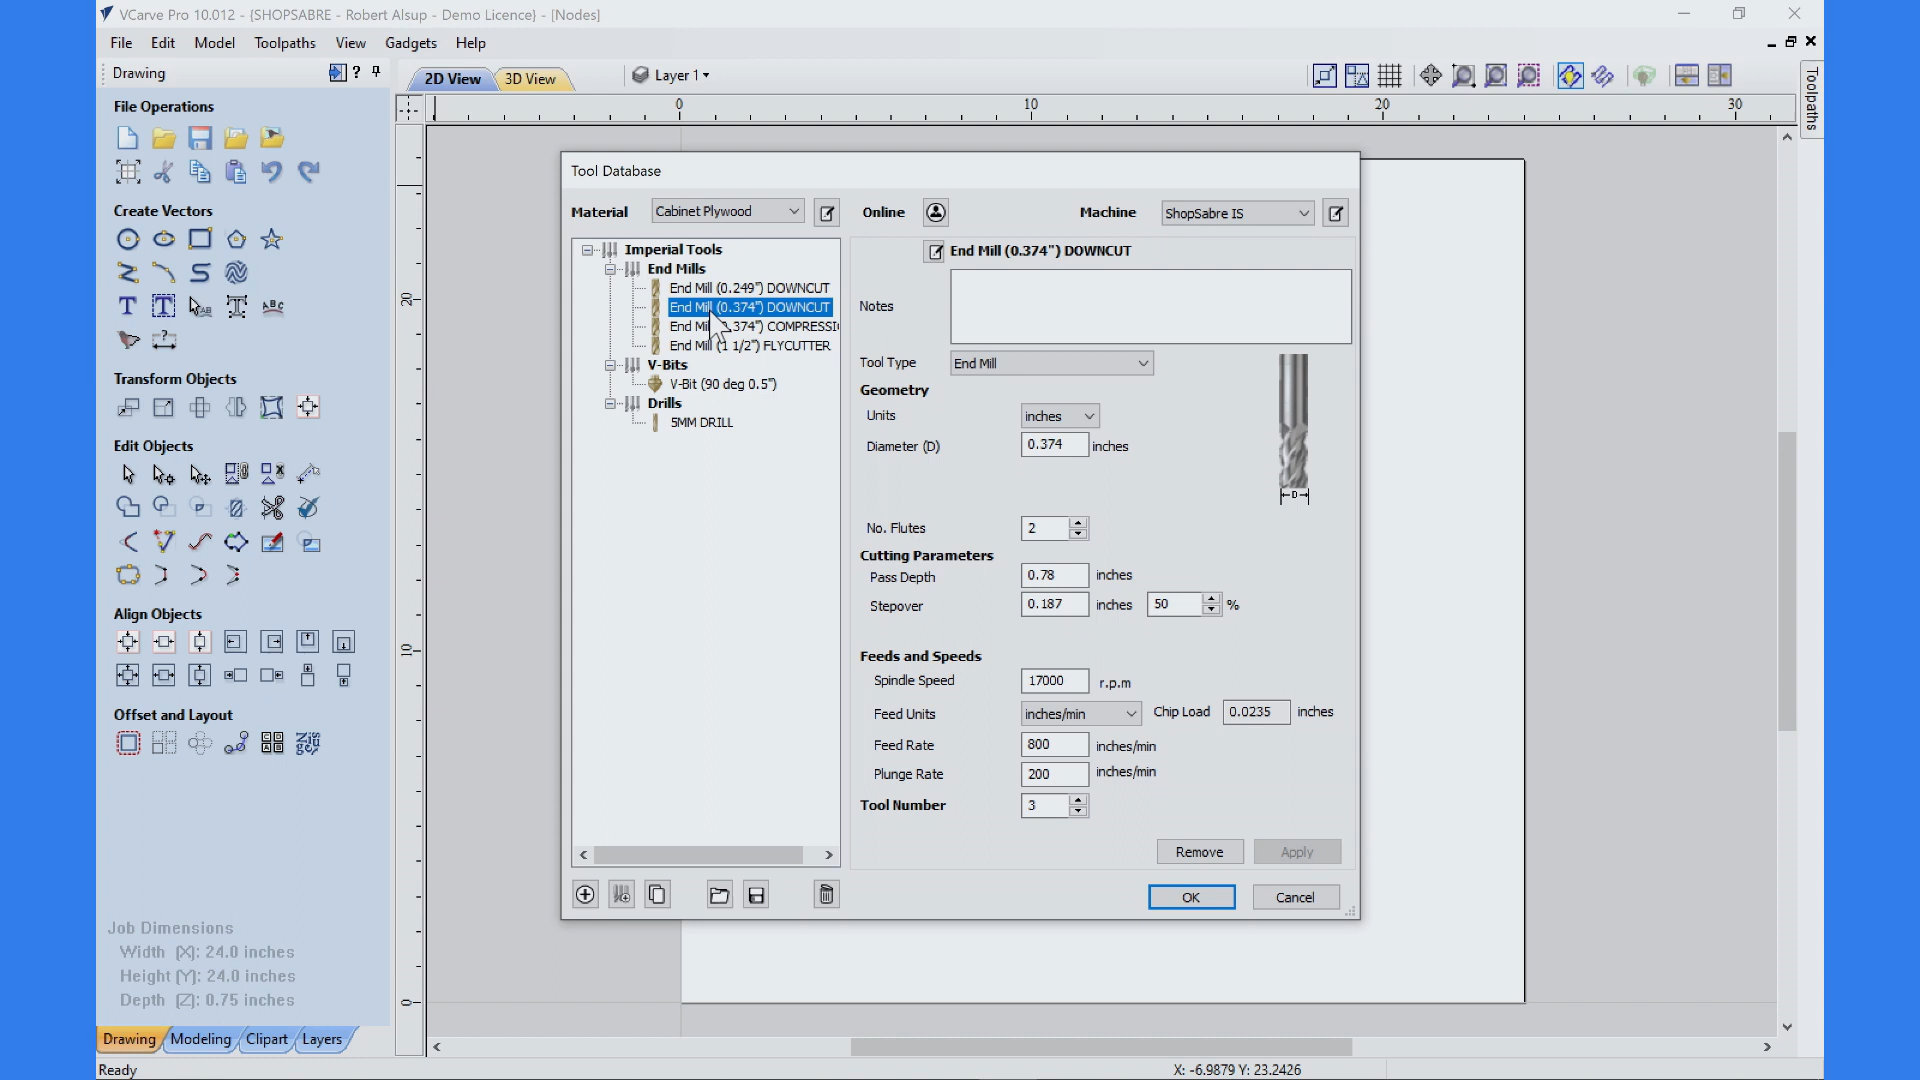 VCarve Pro 10.012 - {SHOPSABRE - Robert Alsup - Demo Licence} - [Nodes]
File Edit Model Toolpaths View Gadgets Help
Drawing
2D View 3D View Layer 1
Toolpaths
File Operations
Create Vectors
Transform Objects
Edit Objects
Align Objects
Offset and Layout
Job Dimensions
Width (X): 24.0 inches
Height (Y): 24.0 inches
Depth (Z): 0.75 inches
Drawing Modeling Clipart Layers
Ready
X: -6.9879 Y: 23.2426
0 10 20 30
20
10
0
Tool Database
Material Cabinet Plywood Online Machine ShopSabre IS
Imperial Tools
End Mills
End Mill (0.249") DOWNCUT
End Mill (0.374") DOWNCUT
COMPRESSI
End Mill (1 1/2") FLYCUTTER
V-Bits
V-Bit (90 deg 0.5")
Drills
5MM DRILL
End Mill (0.374") DOWNCUT
Notes
Tool Type End Mill
Geometry
Units inches
Diameter (D) 0.374 inches
D
No. Flutes 2
Cutting Parameters
Pass Depth 0.78 inches
Stepover 0.187 inches 50 %
Feeds and Speeds
Spindle Speed 17000 r.p.m
Feed Units inches/min Chip Load 0.0235 inches
Feed Rate 800 inches/min
Plunge Rate 200 inches/min
Tool Number 3
Remove Apply
OK Cancel